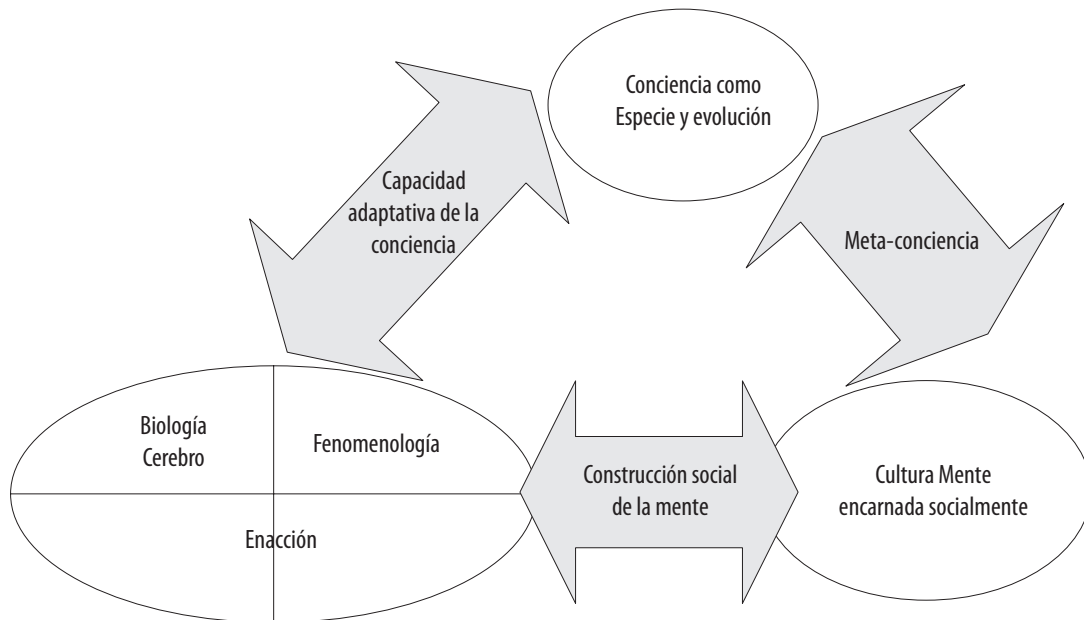 Conciencia como
Especie y evolución
Capacidad
adaptativa de la
conciencia
Meta-conciencia
Biología
Cerebro
Fenomenología
Enacción
Construcción social
de la mente
Cultura Mente
encarnada socialmente